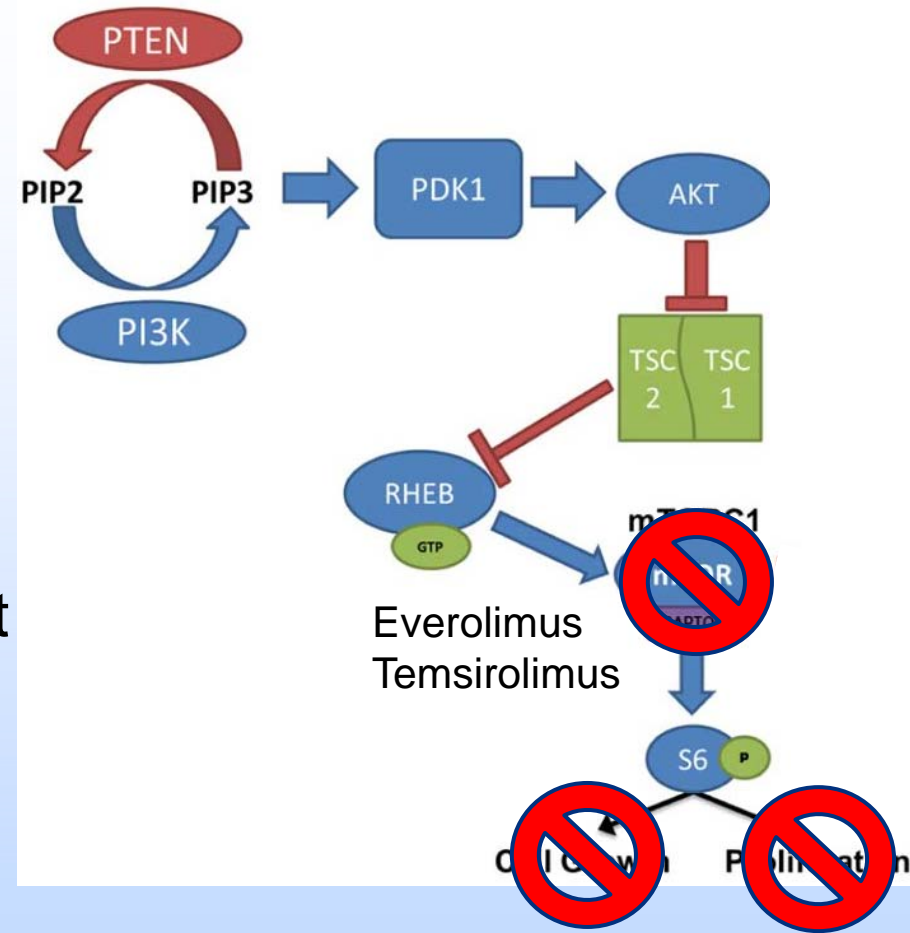 PTEN
PIP2 PIP3
PDK1
AKT
PI3K
TSC TSC
2 1
RHEB
GTP
t
Everolimus
Temsirolimus
S6 P